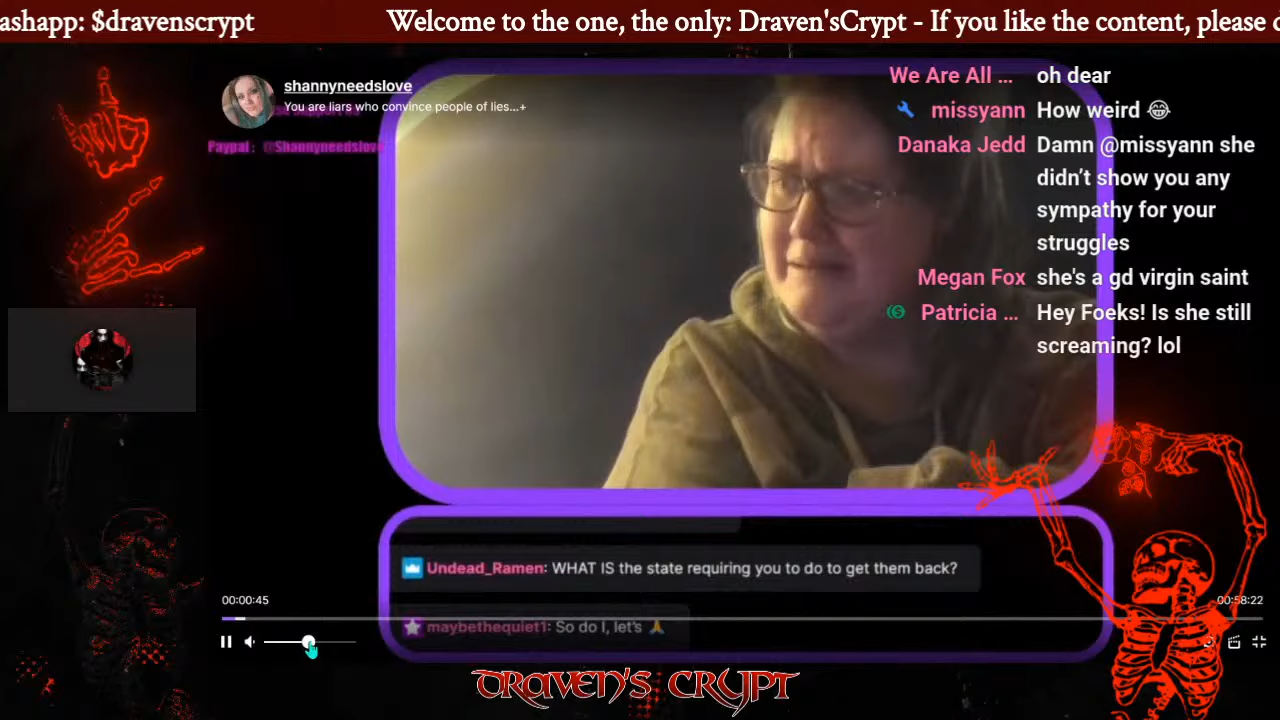 ashapp: $dravenscrypt
Welcome to the one, the only: Draven'sCrypt - If you like the content, please
shannyneedslove
You are liars who convince people of lies...+
Paypal: @Shannyneedslove
We Are All ... oh dear
missyann How weird 😂
Danaka Jedd Damn @missyann she
didn't show you any
sympathy for your
struggles
Megan Fox she's a gd virgin saint
Patricia ... Hey Foeks! Is she still
screaming? lol
Undead_Ramen: WHAT IS the state requiring you to do to get them back?
00:00:45
00:58:22
maybethequiet1: So do I, let's 🙏
DRAVEN'S CRYPT